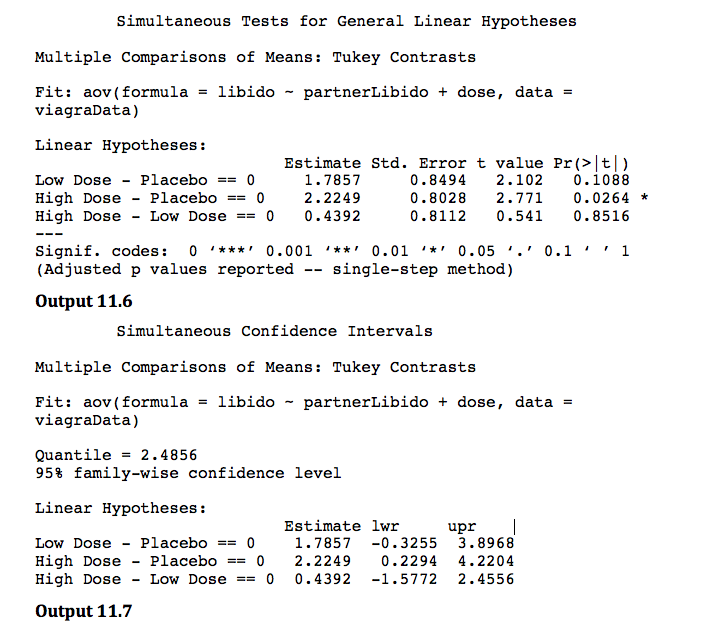 Simultaneous Tests for General Linear Hypotheses
Multiple Comparisons of Means: Tukey Contrasts
Fit: aov(formula = libido ~ partnerLibido + dose, data =
viagraData)
Linear Hypotheses:
Estimate Std. Error t value Pr(>|t|)
Low Dose - Placebo == 0 1.7857 0.8494 2.102 0.1088
High Dose - Placebo == 0 2.2249 0.8028 2.771 0.0264 *
High Dose - Low Dose == 0 0.4392 0.8112 0.541 0.8516
---
Signif. codes: 0 ‘***’ 0.001 ‘**’ 0.01 ‘*’ 0.05 ‘.’ 0.1 ‘ ’ 1
(Adjusted p values reported -- single-step method)
Output 11.6
Simultaneous Confidence Intervals
Multiple Comparisons of Means: Tukey Contrasts
Fit: aov(formula = libido ~ partnerLibido + dose, data =
viagraData)
Quantile = 2.4856
95% family-wise confidence level
Linear Hypotheses:
Estimate lwr upr
Low Dose - Placebo == 0 1.7857 -0.3255 3.8968
High Dose - Placebo == 0 2.2249 0.2294 4.2204
High Dose - Low Dose == 0 0.4392 -1.5772 2.4556
Output 11.7